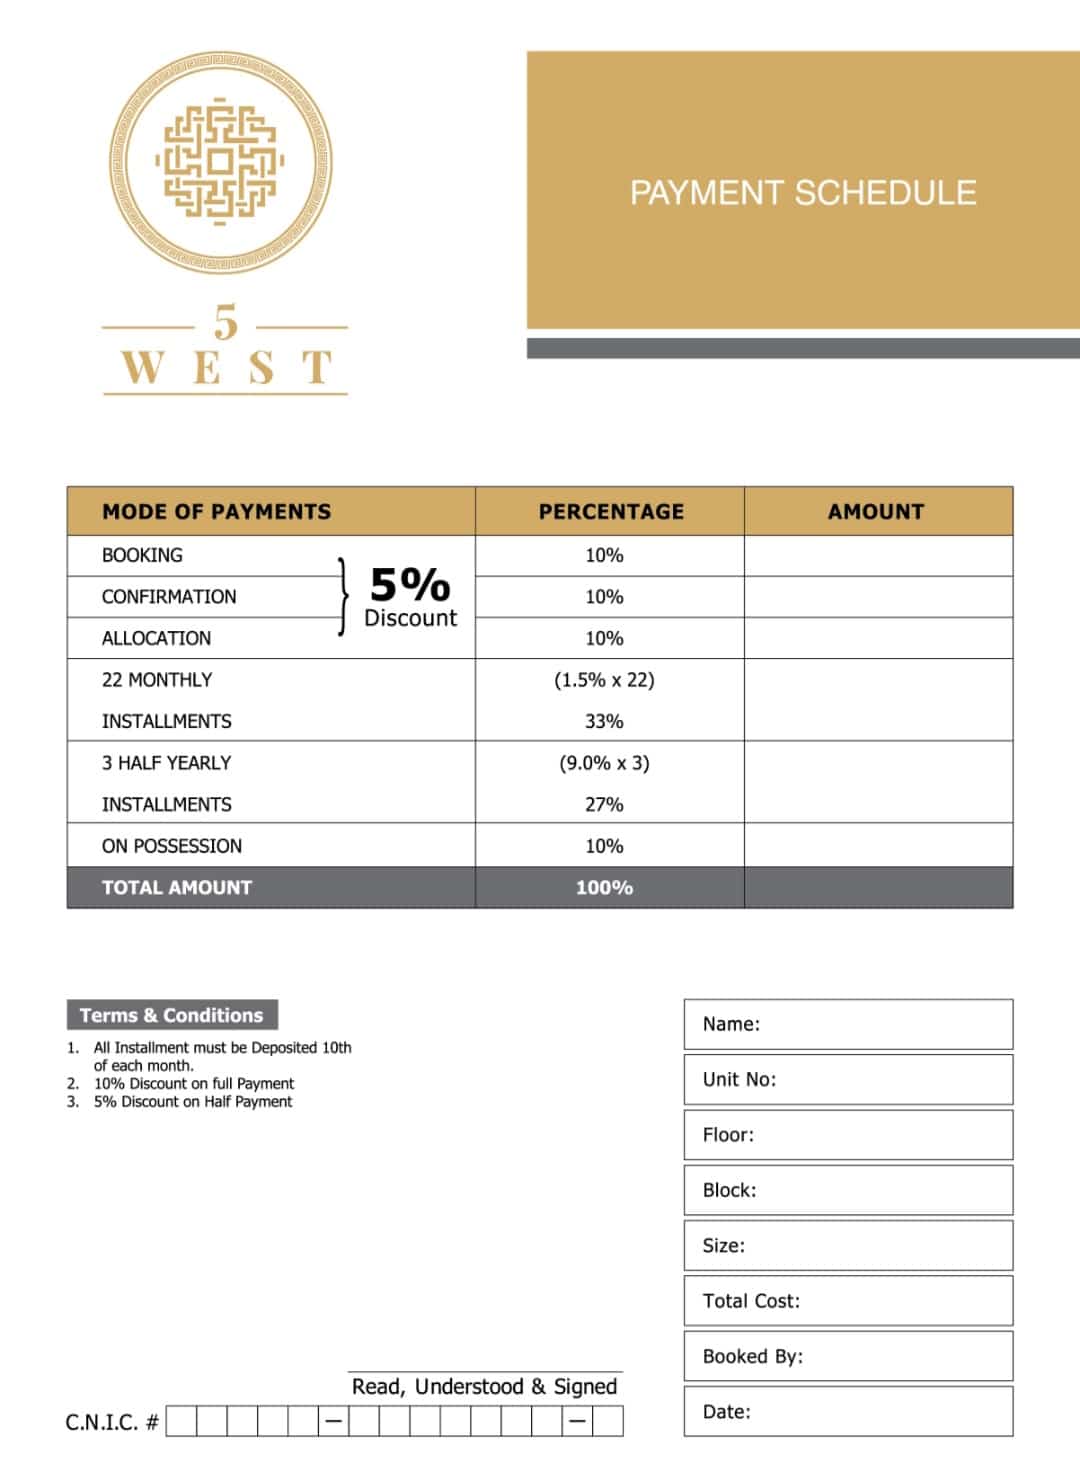 PAYMENT SCHEDULE
5
WEST
MODE OF PAYMENTS PERCENTAGE AMOUNT
BOOKING 10%
5%
CONFIRMATION 10%
Discount
ALLOCATION 10%
22 MONTHLY (1.5% x 22)
INSTALLMENTS 33%
3 HALF YEARLY (9.0% x 3)
INSTALLMENTS 27%
ON POSSESSION 10%
TOTAL AMOUNT 100%
Terms & Conditions
1. All Installment must be Deposited 10th
of each month.
2. 10% Discount on full Payment
3. 5% Discount on Half Payment
Name:
Unit No:
Floor:
Block:
Size:
Total Cost:
Booked By:
Date:
Read, Understood & Signed
C.N.I.C. # – –